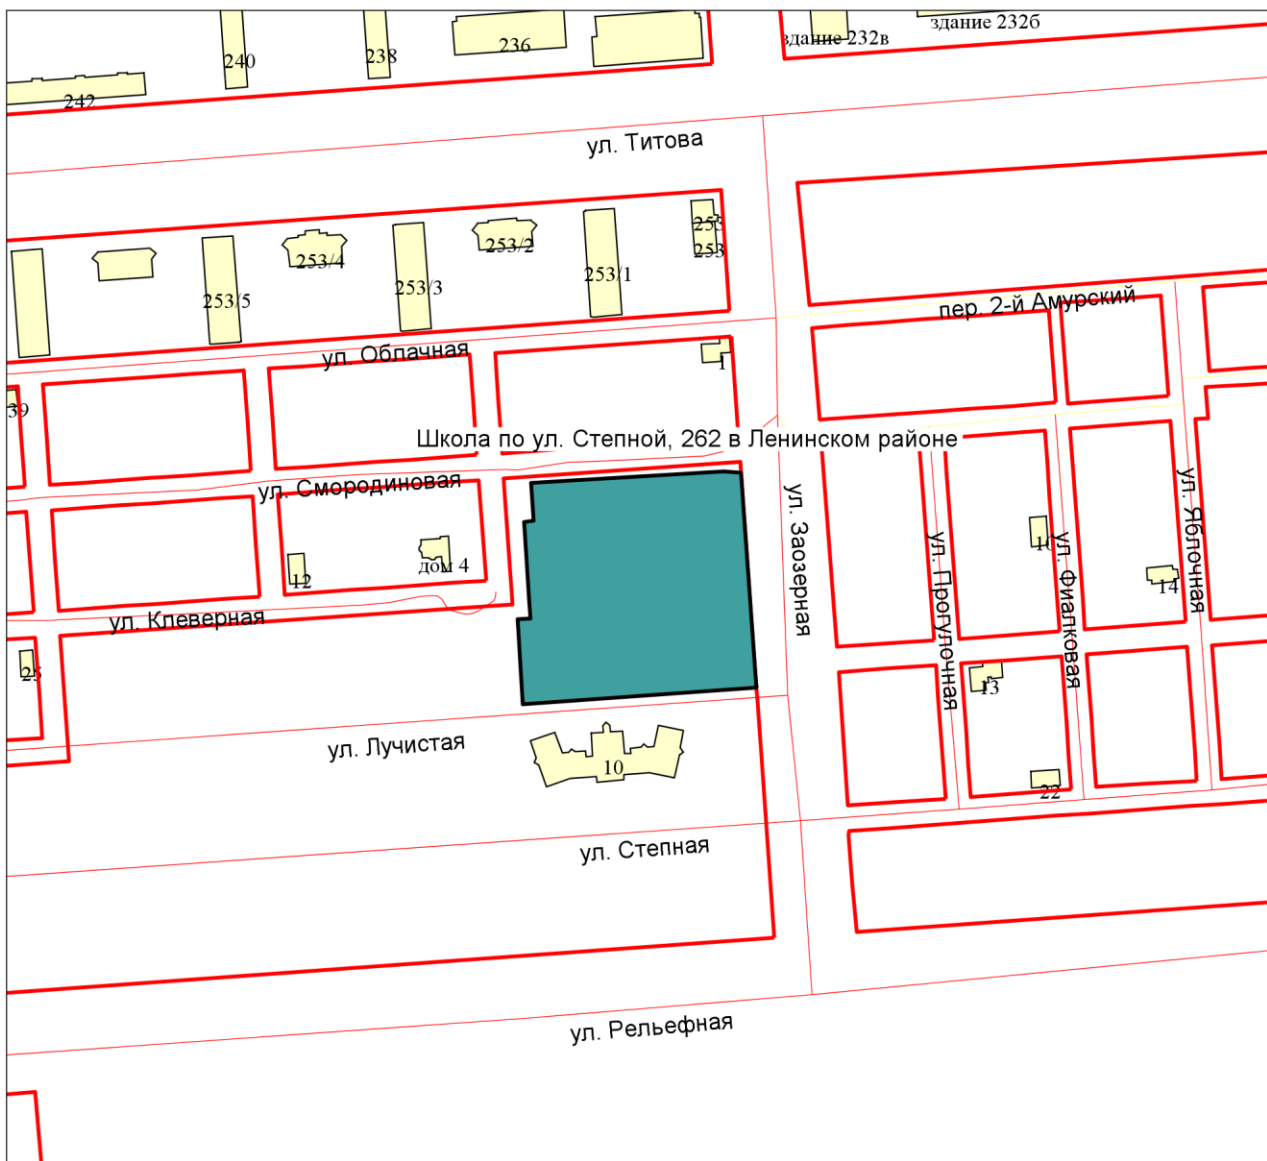 здание 232б
здание 232в
236
238
240
242
ул. Титова
253
253
253/2
253/4
253/1
253/3
253/5
пер. 2-й Амурский
ул. Облачная
1
39
Школа по ул. Степной, 262 в Ленинском районе
ул. Смородиновая
ул. Заозерная
ул. Яблочная
ул. Прогулочная
ул. Фиалковая
дом 4
12
14
ул. Клеверная
25
13
ул. Лучистая
10
22
ул. Степная
ул. Рельефная